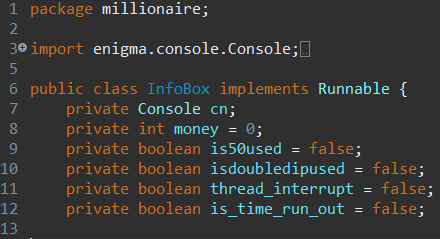 1 package millionaire;
2
3 import enigma.console.Console;
5
6 public class InfoBox implements Runnable {
7 private Console cn;
8 private int money = 0;
9 private boolean is50used = false;
10 private boolean isdoubledipused = false;
11 private boolean thread_interrupt = false;
12 private boolean is_time_run_out = false;
13